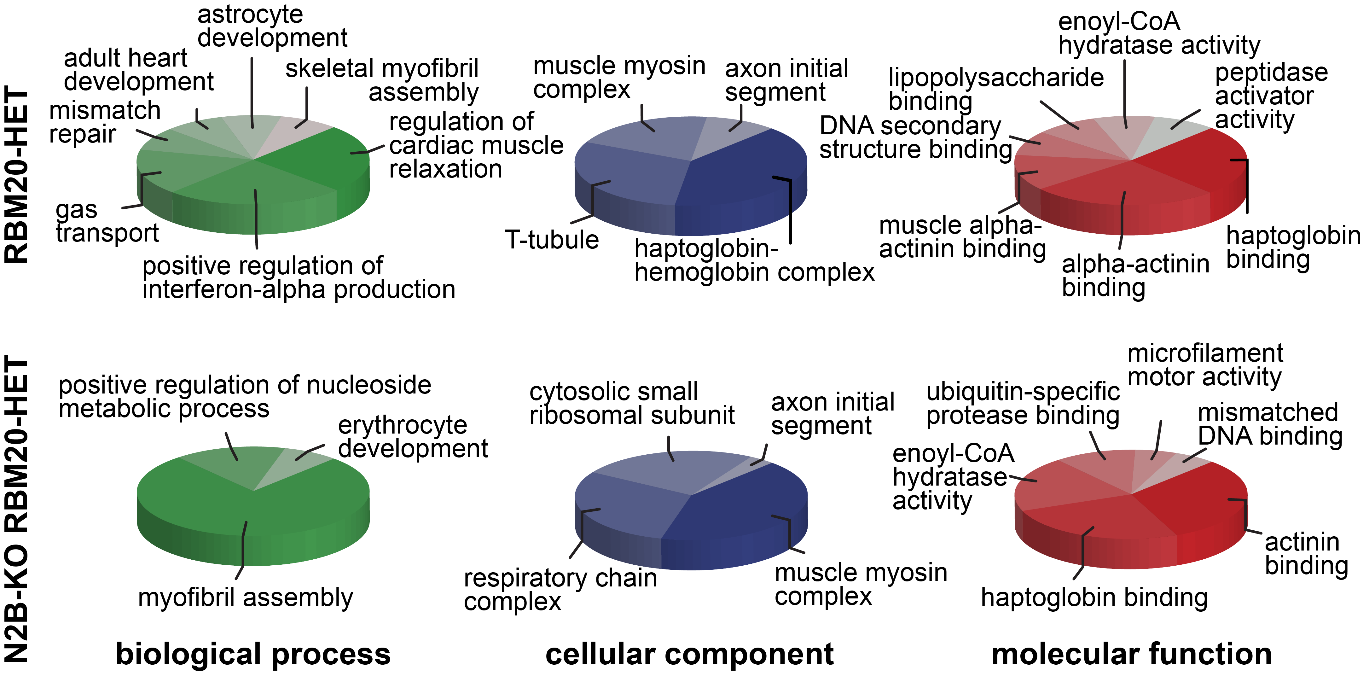 RBM20-HET
astrocyte
development
adult heart
development
skeletal myofibril
assembly
mismatch
repair
regulation of
cardiac muscle
relaxation
gas
transport
positive regulation of
interferon-alpha production
muscle myosin
complex
axon initial
segment
T-tubule
haptoglobin-
hemoglobin complex
enoyl-CoA
hydratase activity
lipopolysaccharide
binding
peptidase
activator
activity
DNA secondary
structure binding
muscle alpha-
actinin binding
alpha-actinin
binding
haptoglobin
binding
N2B-KO RBM20-HET
positive regulation of nucleoside
metabolic process
erythrocyte
development
myofibril assembly
cytosolic small
ribosomal subunit
axon initial
segment
respiratory chain
complex
muscle myosin
complex
microfilament
motor activity
ubiquitin-specific
protease binding
mismatched
DNA binding
enoyl-CoA
hydratase
activity
actinin
binding
haptoglobin binding
biological process
cellular component
molecular function